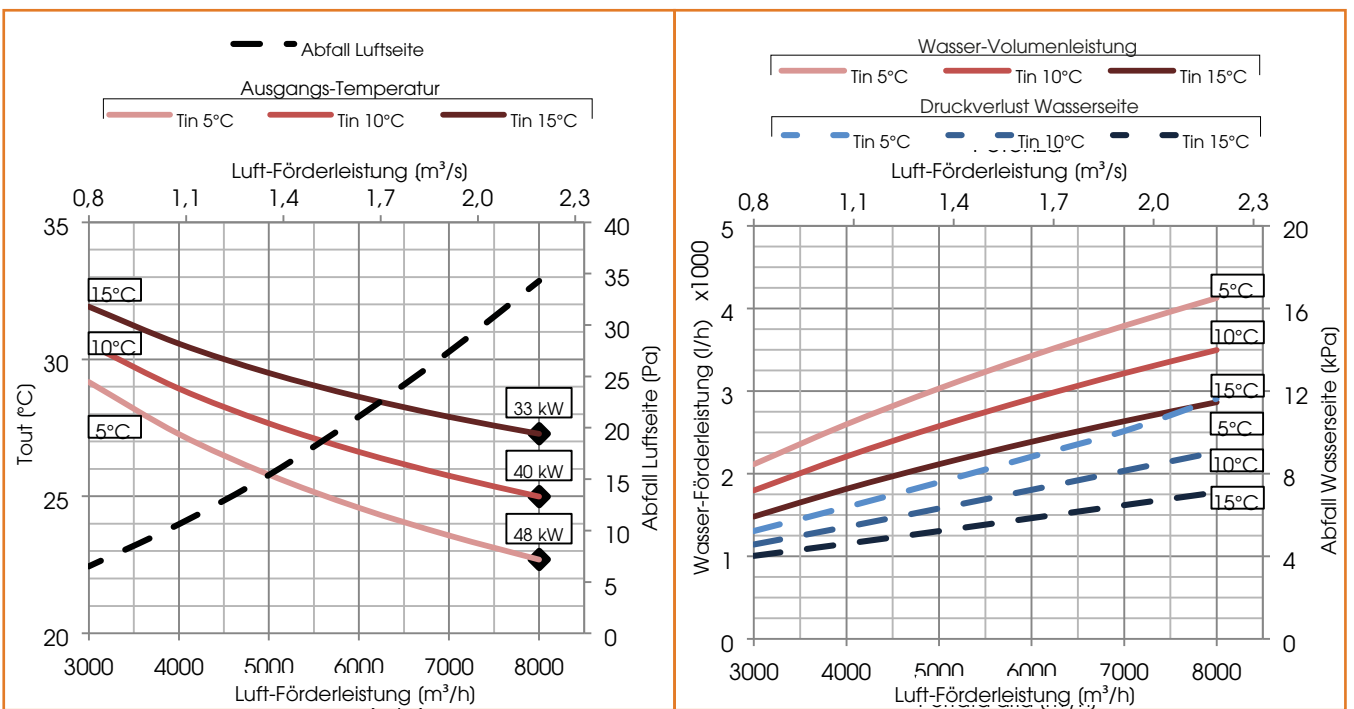 Abfall Luftseite
Ausgangs-Temperatur
Tin 5°C Tin 10°C Tin 15°C
Luft-Förderleistung (m³/s)
0,8 1,1 1,4 1,7 2,0 2,3
35
30
25
20
Tout (°C)
15°C
10°C
5°C
33 kW
40 kW
48 kW
40
35
30
25
20
15
10
5
0
Abfall Luftseite (Pa)
3000 4000 5000 6000 7000 8000
Luft-Förderleistung (m³/h)
Wasser-Volumenleistung
Tin 5°C Tin 10°C Tin 15°C
Druckverlust Wasserseite
Tin 5°C Tin 10°C Tin 15°C
Luft-Förderleistung (m³/s)
0,8 1,1 1,4 1,7 2,0 2,3
5
4
3
2
1
0
Wasser-Förderleistung (l/h) x1000
5°C
10°C
15°C
5°C
10°C
15°C
20
16
12
8
4
0
Abfall Wasserseite (kPa)
3000 4000 5000 6000 7000 8000
Luft-Förderleistung (m³/h)